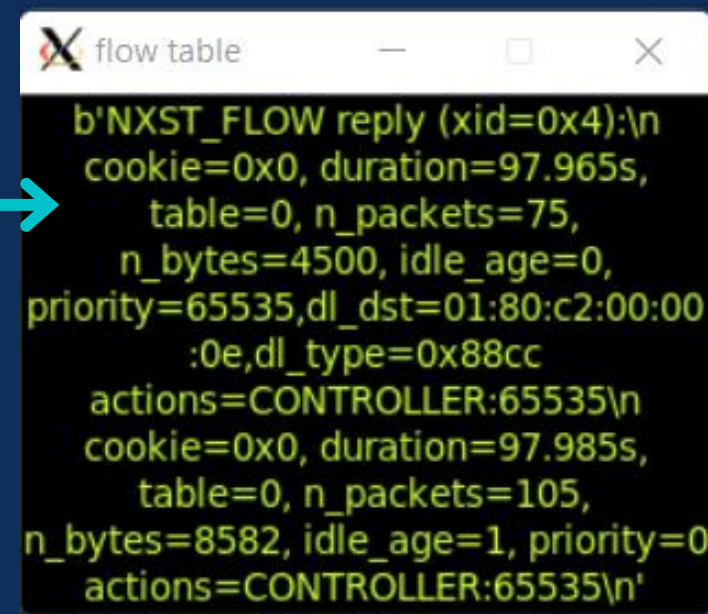 flow table
b'NXST_FLOW reply (xid=0x4):\n
cookie=0x0, duration=97.965s,
table=0, n_packets=75,
n_bytes=4500, idle_age=0,
priority=65535,dl_dst=01:80:c2:00:00
:0e,dl_type=0x88cc
actions=CONTROLLER:65535\n
cookie=0x0, duration=97.985s,
table=0, n_packets=105,
n_bytes=8582, idle_age=1, priority=0
actions=CONTROLLER:65535\n'